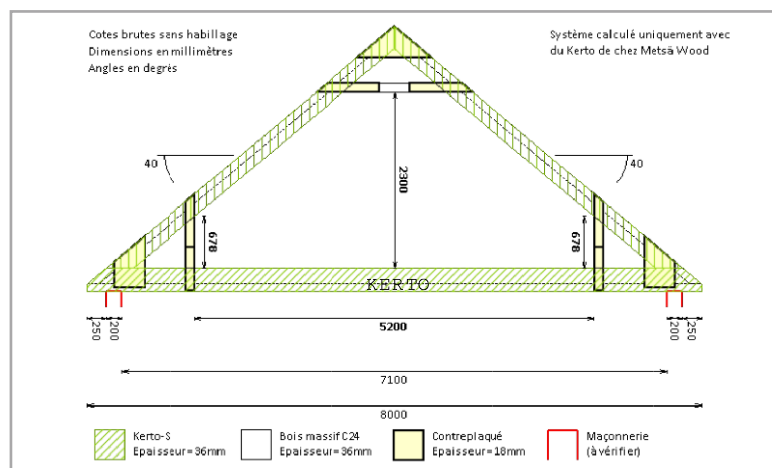 Cotes brutes sans habillage
Dimensions en millimètres
Angles en degrés
Système calculé uniquement avec
du Kerto de chez Metsä Wood
40
40
2300
678
678
KERTO
250
200
5200
200
250
7100
8000
Kerto-S
Epaisseur=36mm
Bois massif C24
Epaisseur=36mm
Contreplaqué
Epaisseur=18mm
Maçonnerie
(à vérifier)